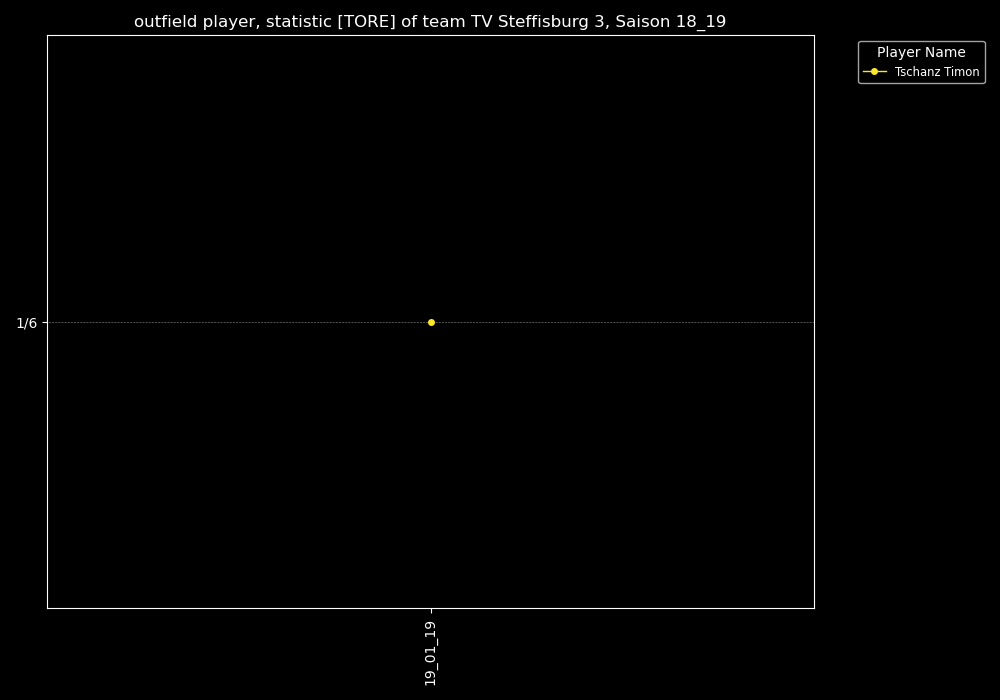 outfield player, statistic [TORE] of team TV Steffisburg 3, Saison 18_19
Player Name
Tschanz Timon
1/6
19_01_19